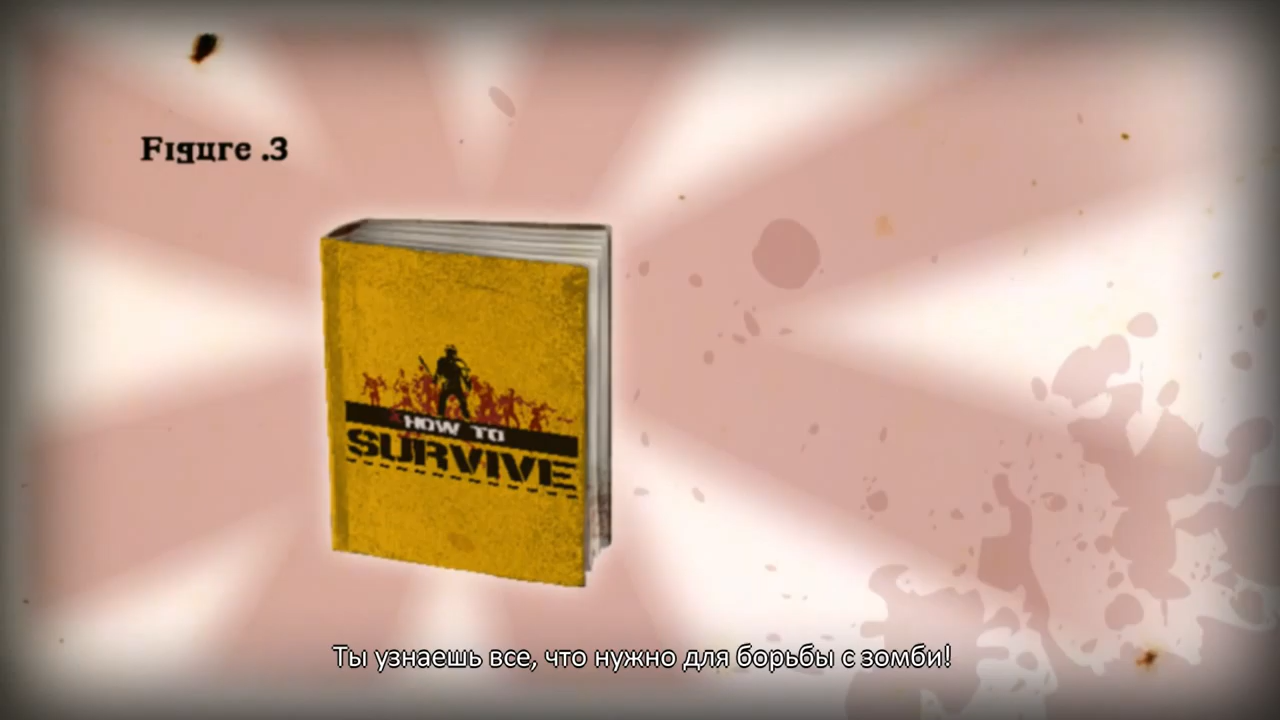 Figure .3
HOW TO
SURVIVE
Ты узнаешь все, что нужно для борьбы с зомби!